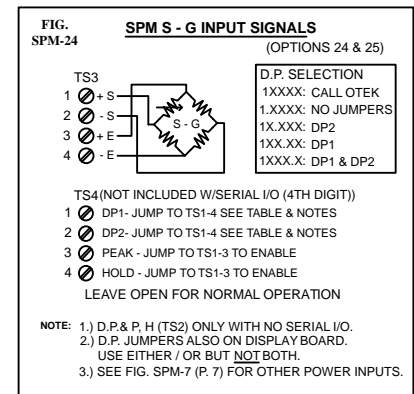 FIG.
SPM-24
SPM S - G INPUT SIGNALS
(OPTIONS 24 & 25)
TS3
1 + S
2 - S
3 + E
4 - E
S - G
D.P. SELECTION
1XXXX: CALL OTEK
1.XXXX: NO JUMPERS
1X.XXX: DP2
1XX.XX: DP1
1XXX.X: DP1 & DP2
TS4(NOT INCLUDED W/SERIAL I/O (4TH DIGIT))
1 DP1- JUMP TO TS1-4 SEE TABLE & NOTES
2 DP2- JUMP TO TS1-4 SEE TABLE & NOTES
3 PEAK - JUMP TO TS1-3 TO ENABLE
4 HOLD - JUMP TO TS1-3 TO ENABLE
LEAVE OPEN FOR NORMAL OPERATION
NOTE: 1.) D.P.& P, H (TS2) ONLY WITH NO SERIAL I/O.
2.) D.P. JUMPERS ALSO ON DISPLAY BOARD.
USE EITHER / OR BUT NOT BOTH.
3.) SEE FIG. SPM-7 (P. 7) FOR OTHER POWER INPUTS.